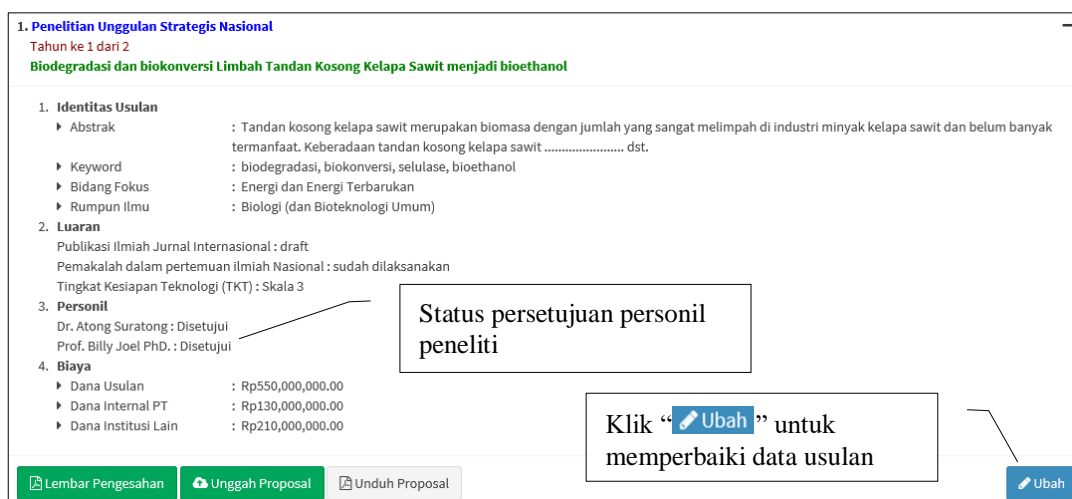 1. Penelitian Unggulan Strategis Nasional
Tahun ke 1 dari 2
Biodegradasi dan biokonversi Limbah Tandan Kosong Kelapa Sawit menjadi bioethanol
1. Identitas Usulan
Abstrak : Tandan kosong kelapa sawit merupakan biomasa dengan jumlah yang sangat melimpah di industri minyak kelapa sawit dan belum banyak
termanfaat. Keberadaan tandan kosong kelapa sawit ....................... dst.
Keyword : biodegradasi, biokonversi, selulase, bioethanol
Bidang Fokus : Energi dan Energi Terbarukan
Rumpun Ilmu : Biologi (dan Bioteknologi Umum)
2. Luaran
Publikasi Ilmiah Jurnal Internasional : draft
Pemakalah dalam pertemuan ilmiah Nasional : sudah dilaksanakan
Tingkat Kesiapan Teknologi (TKT) : Skala 3
3. Personil
Dr. Atong Suratong : Disetujui
Prof. Billy Joel PhD. : Disetujui
Status persetujuan personil
peneliti
4. Biaya
Dana Usulan : Rp550,000,000.00
Dana Internal PT : Rp130,000,000.00
Dana Institusi Lain : Rp210,000,000.00
Klik “ Ubah ” untuk
memperbaiki data usulan
Lembar Pengesahan Unggah Proposal Unduh Proposal Ubah